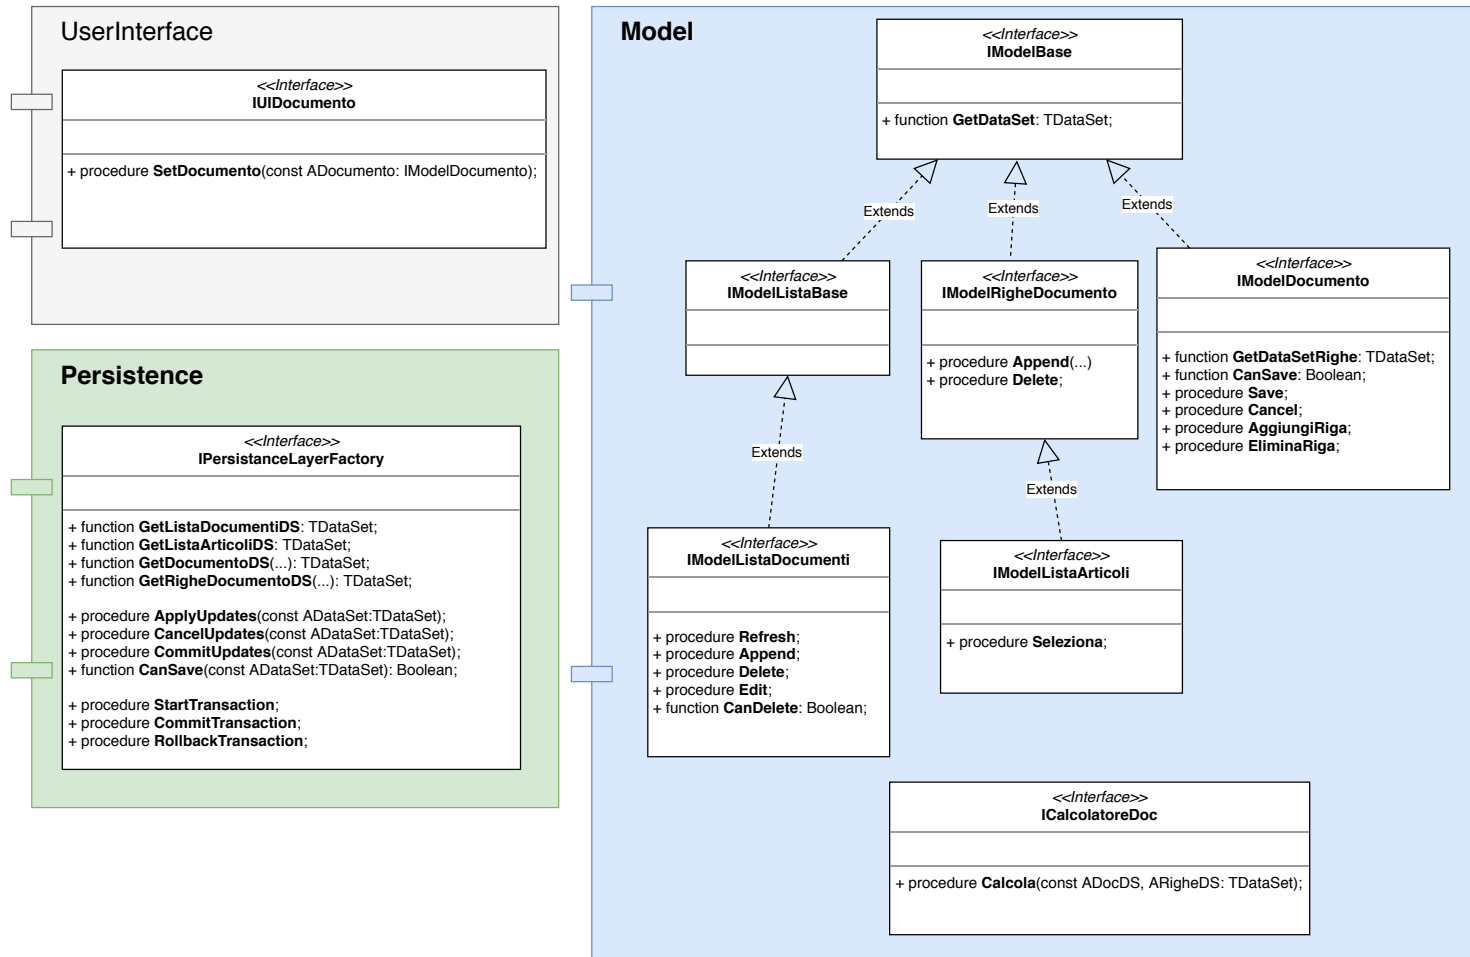 UserInterface
<<Interface>>
IUIDocumento
+ procedure SetDocumento(const ADocumento: IModelDocumento);
Persistence
<<Interface>>
IPersistanceLayerFactory
+ function GetListaDocumentiDS: TDataSet;
+ function GetListaArticoliDS: TDataSet;
+ function GetDocumentoDS(...): TDataSet;
+ function GetRigheDocumentoDS(...): TDataSet;
+ procedure ApplyUpdates(const ADataSet:TDataSet);
+ procedure CancelUpdates(const ADataSet:TDataSet);
+ procedure CommitUpdates(const ADataSet:TDataSet);
+ function CanSave(const ADataSet:TDataSet): Boolean;
+ procedure StartTransaction;
+ procedure CommitTransaction;
+ procedure RollbackTransaction;
Model
<<Interface>>
IModelBase
+ function GetDataSet: TDataSet;
Extends
Extends
Extends
<<Interface>>
IModelListaBase
<<Interface>>
IModelRigheDocumento
+ procedure Append(...)
+ procedure Delete;
<<Interface>>
IModelDocumento
+ function GetDataSetRighe: TDataSet;
+ function CanSave: Boolean;
+ procedure Save;
+ procedure Cancel;
+ procedure AggiungiRiga;
+ procedure EliminaRiga;
Extends
Extends
<<Interface>>
IModelListaDocumenti
+ procedure Refresh;
+ procedure Append;
+ procedure Delete;
+ procedure Edit;
+ function CanDelete: Boolean;
<<Interface>>
IModelListaArticoli
+ procedure Seleziona;
<<Interface>>
ICalcolatoreDoc
+ procedure Calcola(const ADocDS, ARigheDS: TDataSet);